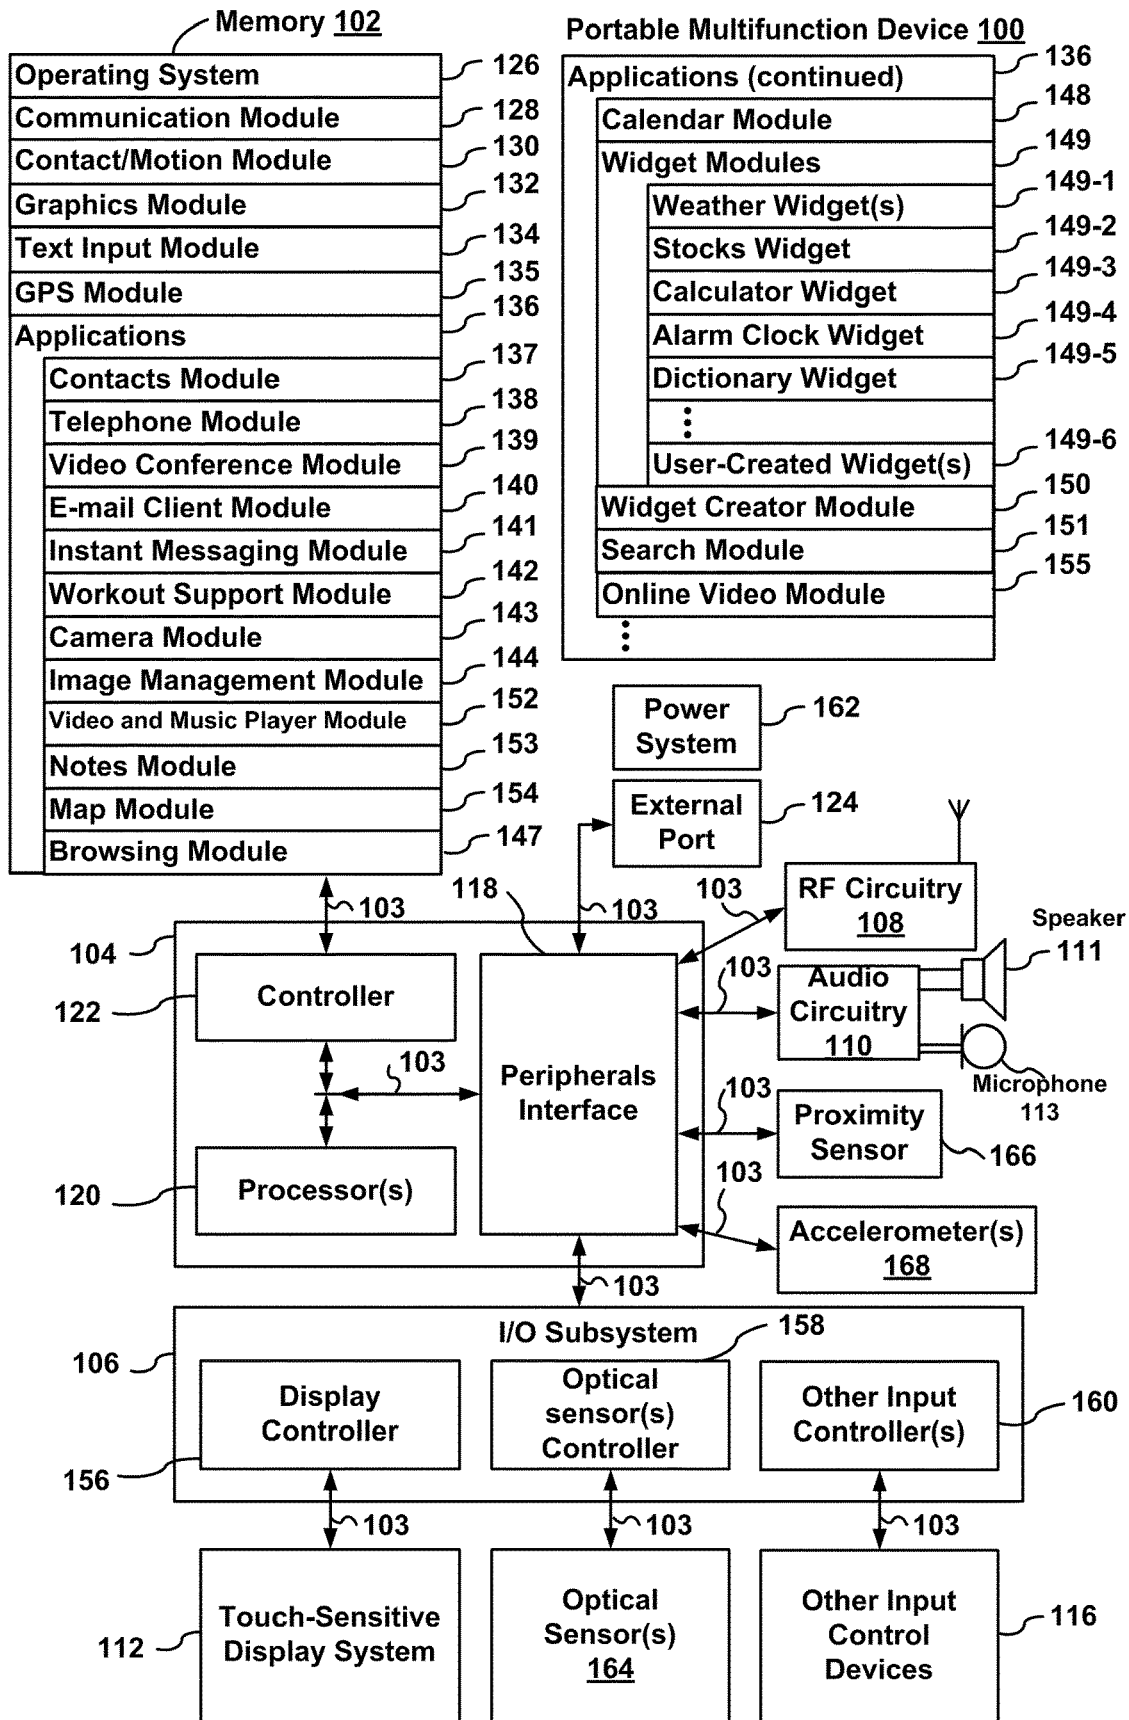 Memory 102
Operating System 126
Communication Module 128
Contact/Motion Module 130
Graphics Module 132
Text Input Module 134
GPS Module 135
Applications 136
Contacts Module 137
Telephone Module 138
Video Conference Module 139
E-mail Client Module 140
Instant Messaging Module 141
Workout Support Module 142
Camera Module 143
Image Management Module 144
Video and Music Player Module 152
Notes Module 153
Map Module 154
Browsing Module 147
Portable Multifunction Device 100
Applications (continued) 136
Calendar Module 148
Widget Modules 149
Weather Widget(s) 149-1
Stocks Widget 149-2
Calculator Widget 149-3
Alarm Clock Widget 149-4
Dictionary Widget 149-5
User-Created Widget(s) 149-6
Widget Creator Module 150
Search Module 151
Online Video Module 155
Power
System
162
External
Port
124
103
103
118
103
RF Circuitry
108
Speaker
111
104
Controller
122
103
Audio
Circuitry
110
Microphone
113
103
Peripherals
Interface
103
Proximity
Sensor
166
120
Processor(s)
103
Accelerometer(s)
168
103
I/O Subsystem
158
106
Display
Controller
156
Optical
sensor(s)
Controller
Other Input
Controller(s)
160
103
103
103
112
Touch-Sensitive
Display System
Optical
Sensor(s)
164
Other Input
Control
Devices
116